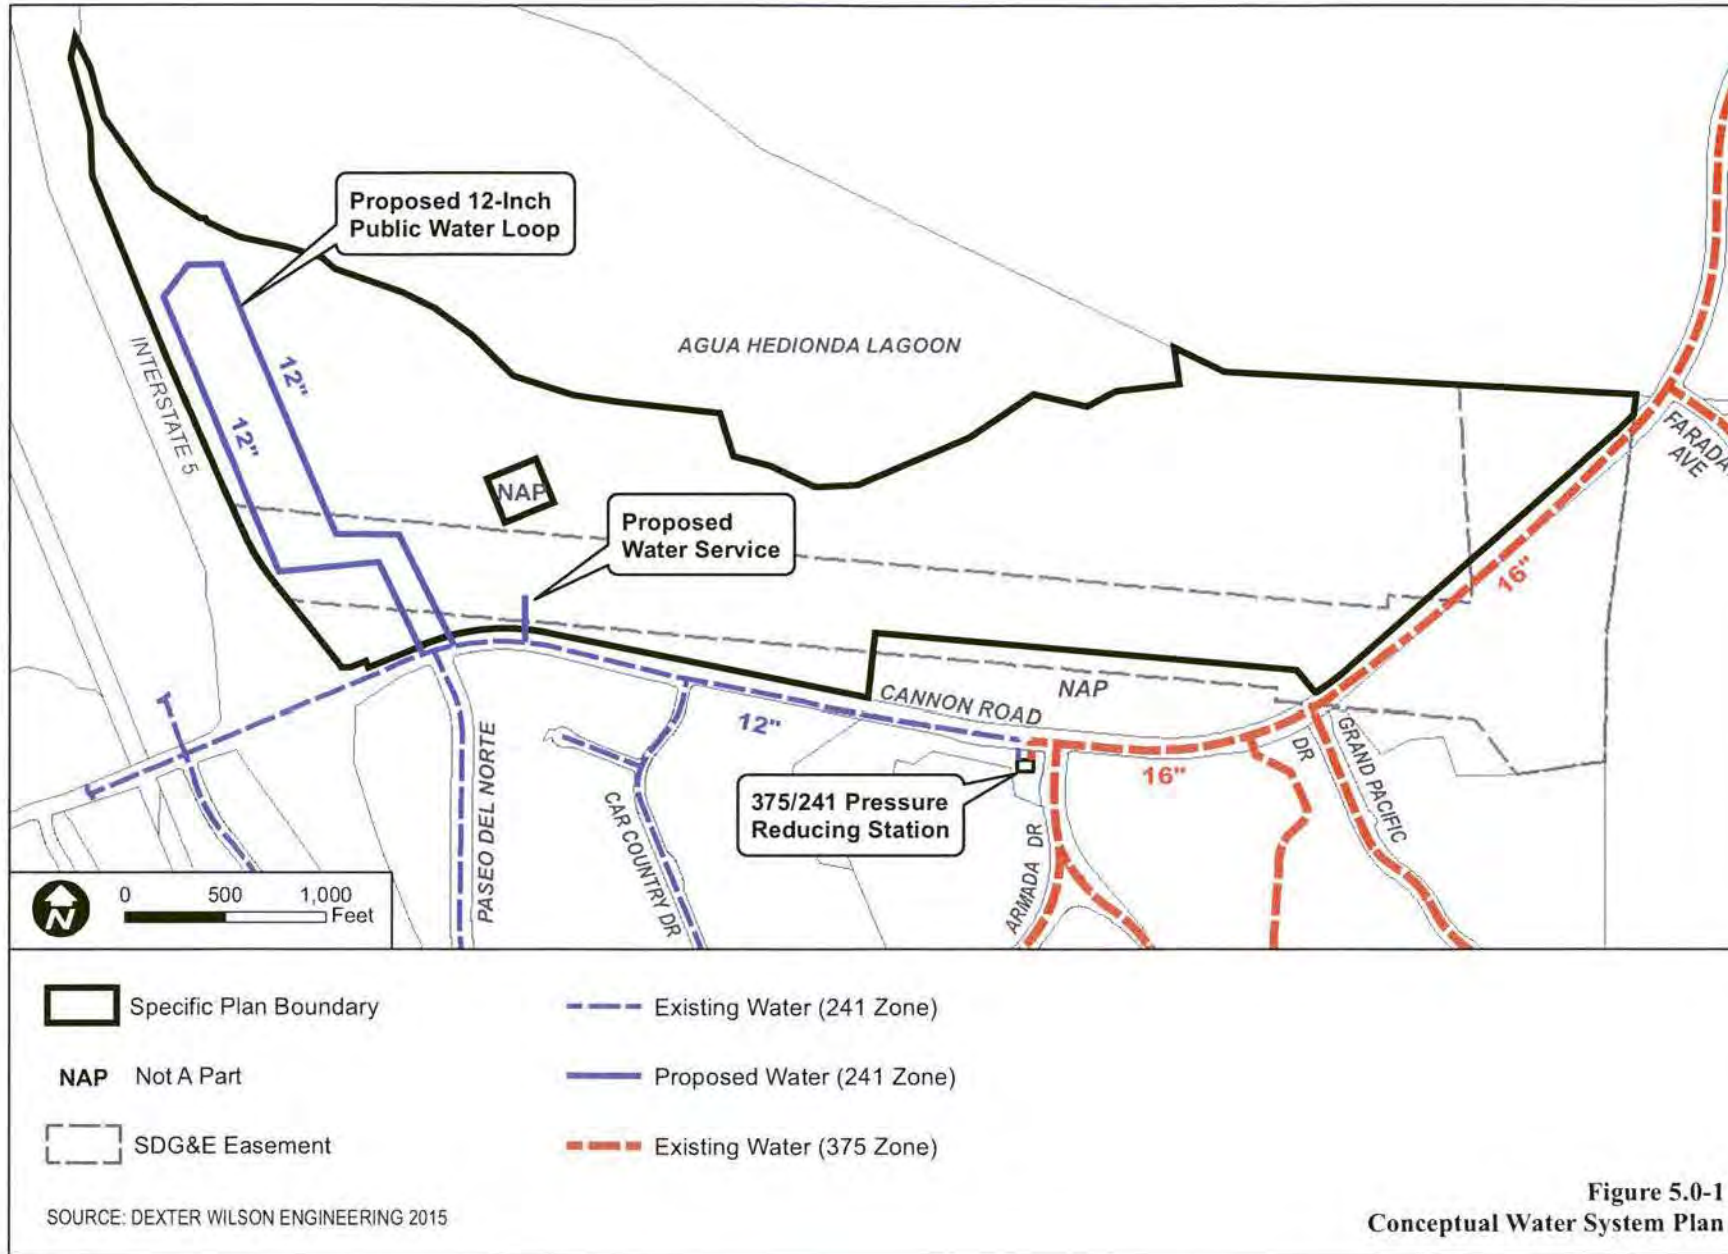 Proposed 12-Inch
Public Water Loop
AGUA HEDIONDA LAGOON
INTERSTATE 5
12"
12"
NAP
Proposed
Water Service
FARADA
AVE
16"
NAP
CANNON ROAD
12"
16"
375/241 Pressure
Reducing Station
PASEO DEL NORTE
CAR COUNTRY DR
ARMADA DR
GRAND PACIFIC
DR
N
0 500 1,000
Feet
Specific Plan Boundary
NAP Not A Part
SDG&E Easement
Existing Water (241 Zone)
Proposed Water (241 Zone)
Existing Water (375 Zone)
SOURCE: DEXTER WILSON ENGINEERING 2015
Figure 5.0-1
Conceptual Water System Plan